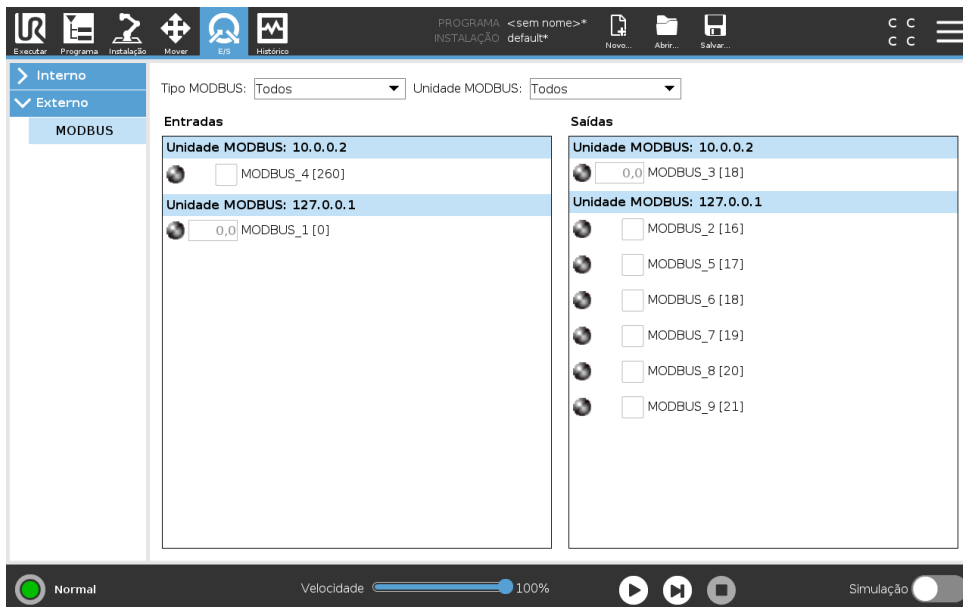 UR
Executar
Programa
Instalação
Mover
E/S
Histórico
PROGRAMA <sem nome>*
INSTALAÇÃO default*
Novo...
Abrir...
Salvar...
C C
C C
Interno
Externo
MODBUS
Tipo MODBUS: Todos
Unidade MODBUS: Todos
Entradas
Unidade MODBUS: 10.0.0.2
MODBUS_4 [260]
Unidade MODBUS: 127.0.0.1
0,0 MODBUS_1 [0]
Saídas
Unidade MODBUS: 10.0.0.2
0,0 MODBUS_3 [18]
Unidade MODBUS: 127.0.0.1
MODBUS_2 [16]
MODBUS_5 [17]
MODBUS_6 [18]
MODBUS_7 [19]
MODBUS_8 [20]
MODBUS_9 [21]
Normal
Velocidade 100%
Simulação